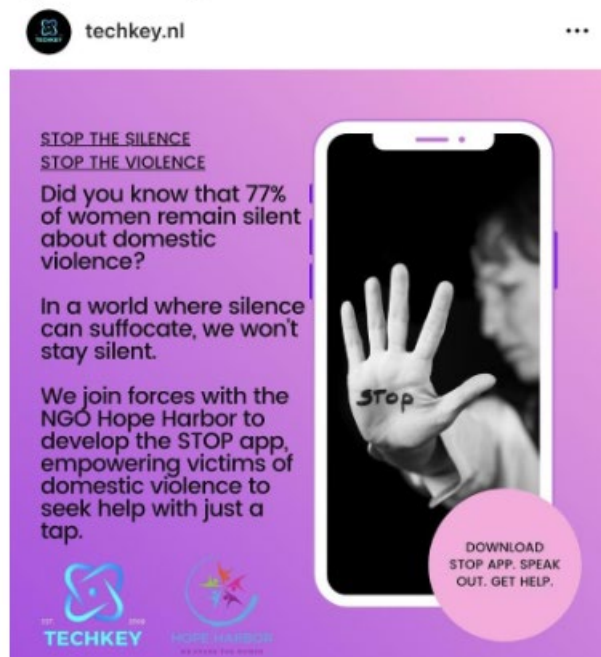 techkey.nl
STOP THE SILENCE
STOP THE VIOLENCE
Did you know that 77%
of women remain silent
about domestic
violence?
In a world where silence
can suffocate, we won't
stay silent.
We join forces with the
NGO Hope Harbor to
develop the STOP app,
empowering victims of
domestic violence to
seek help with just a
tap.
STOP
DOWNLOAD
STOP APP. SPEAK
OUT. GET HELP.
TECHKEY
HOPE HARBOR